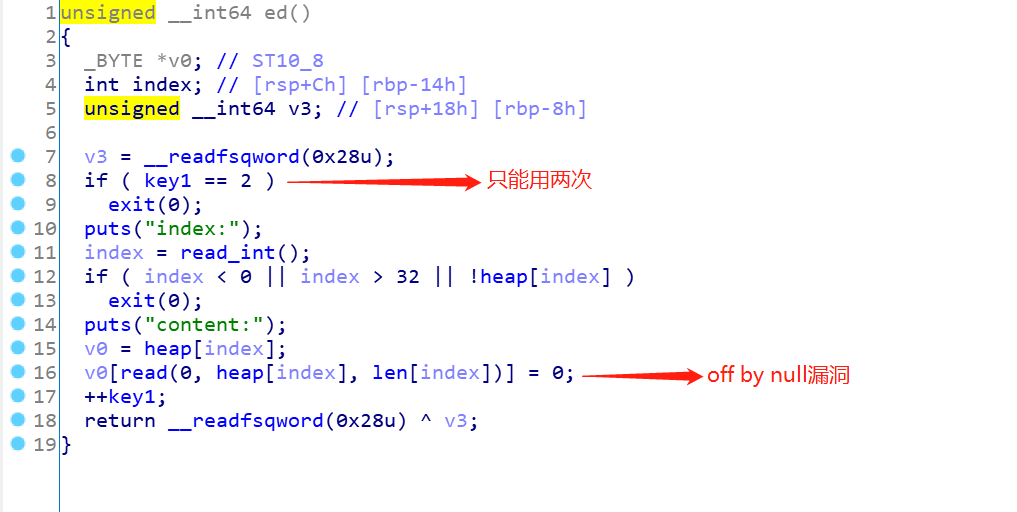 1 unsigned __int64 ed()
2 {
3   _BYTE *v0; // ST10_8
4   int index; // [rsp+Ch] [rbp-14h]
5   unsigned __int64 v3; // [rsp+18h] [rbp-8h]
6
7   v3 = __readfsqword(0x28u);
8   if ( key1 == 2 ) 只能用两次
9     exit(0);
10   puts("index:");
11   index = read_int();
12   if ( index < 0 || index > 32 || !heap[index] )
13     exit(0);
14   puts("content:");
15   v0 = heap[index];
16   v0[read(0, heap[index], len[index])] = 0; off by null漏洞
17   ++key1;
18   return __readfsqword(0x28u) ^ v3;
19 }